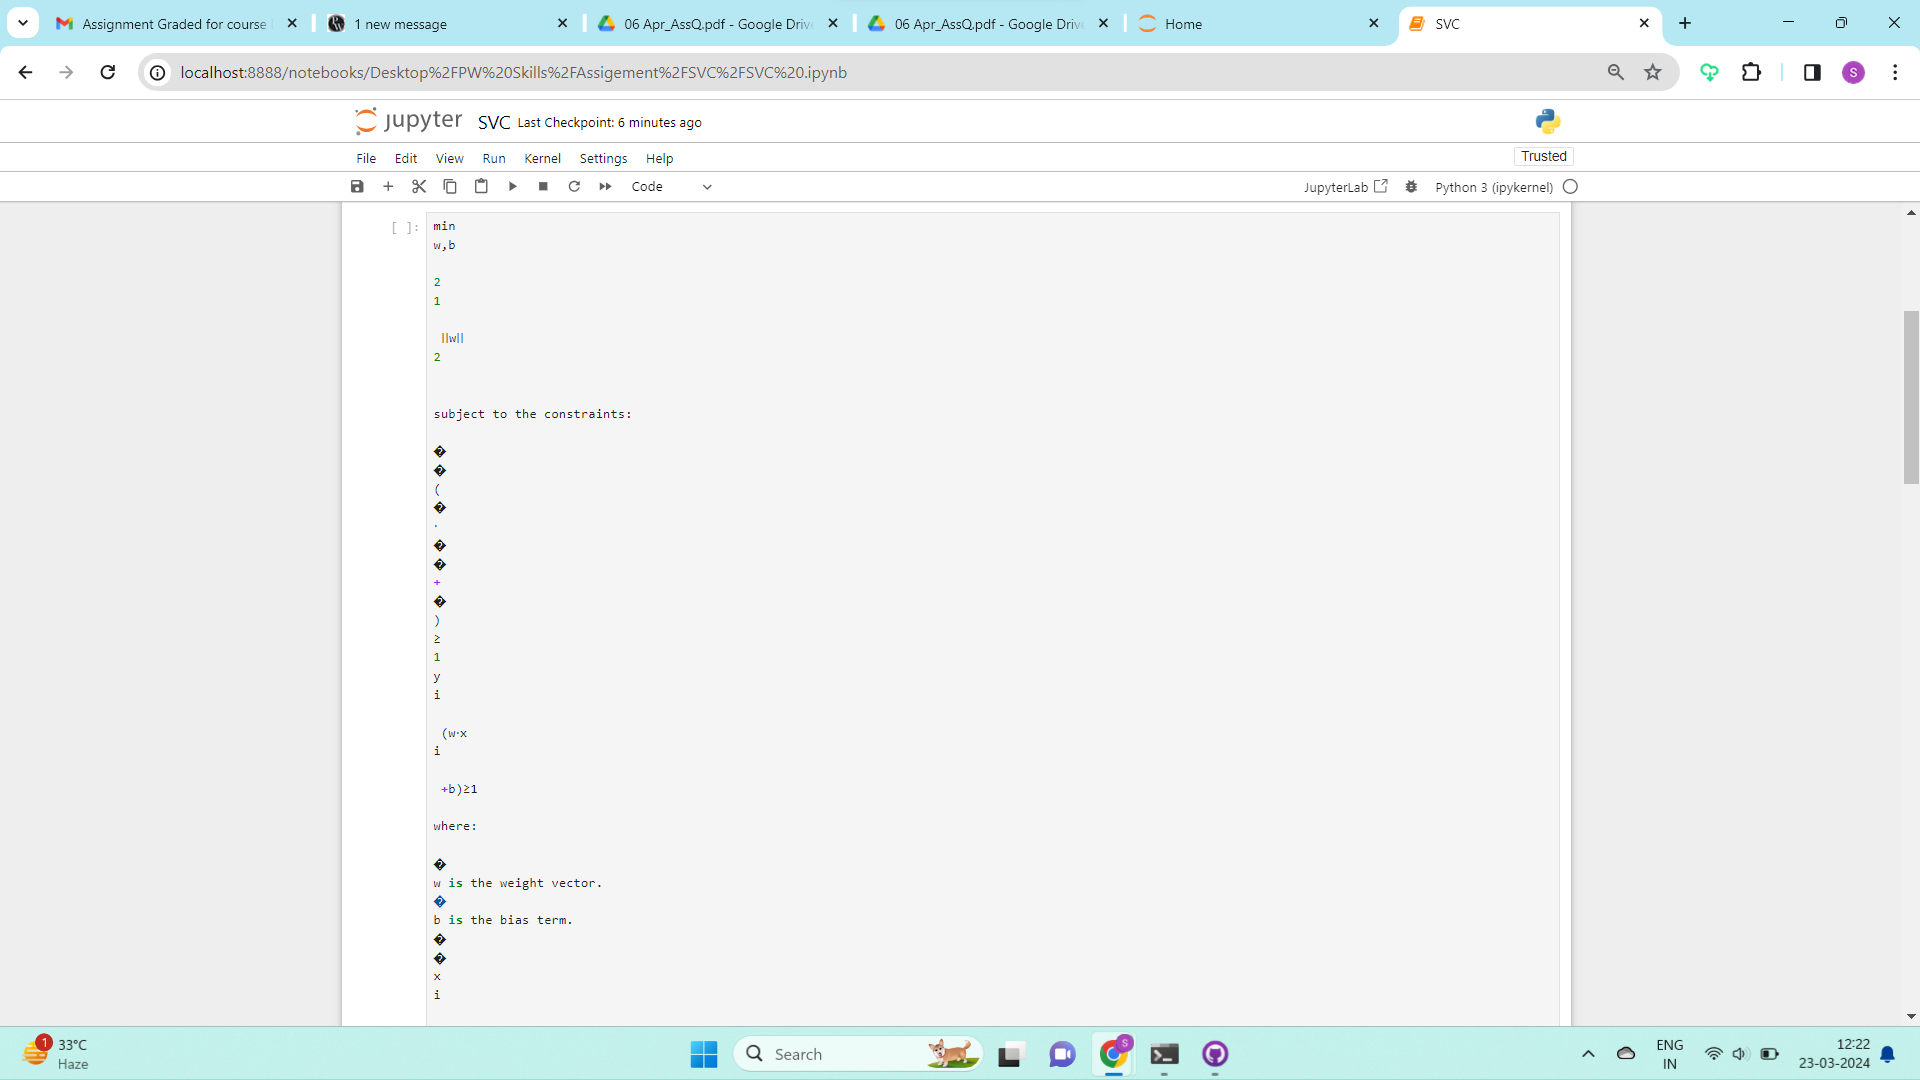 Assignment Graded for course
1 new message
06 Apr_AssQ.pdf - Google Drive
06 Apr_AssQ.pdf - Google Drive
Home
SVC
localhost:8888/notebooks/Desktop%2FPW%20Skills%2FAssigement%2FSVC%2FSVC%20.ipynb
S
jupyter SVC Last Checkpoint: 6 minutes ago
File Edit View Run Kernel Settings Help
Trusted
Code
JupyterLab
Python 3 (ipykernel)
[ ]:
min
w,b
2
1
||w||
2
subject to the constraints:
�
�
(
�
⋅
�
�
+
�
)
≥
1
y
i
(w⋅x
i
+b)≥1
where:
�
w is the weight vector.
�
b is the bias term.
�
�
x
i
1
33°C
Haze
Search
S
ENG
IN
12:22
23-03-2024